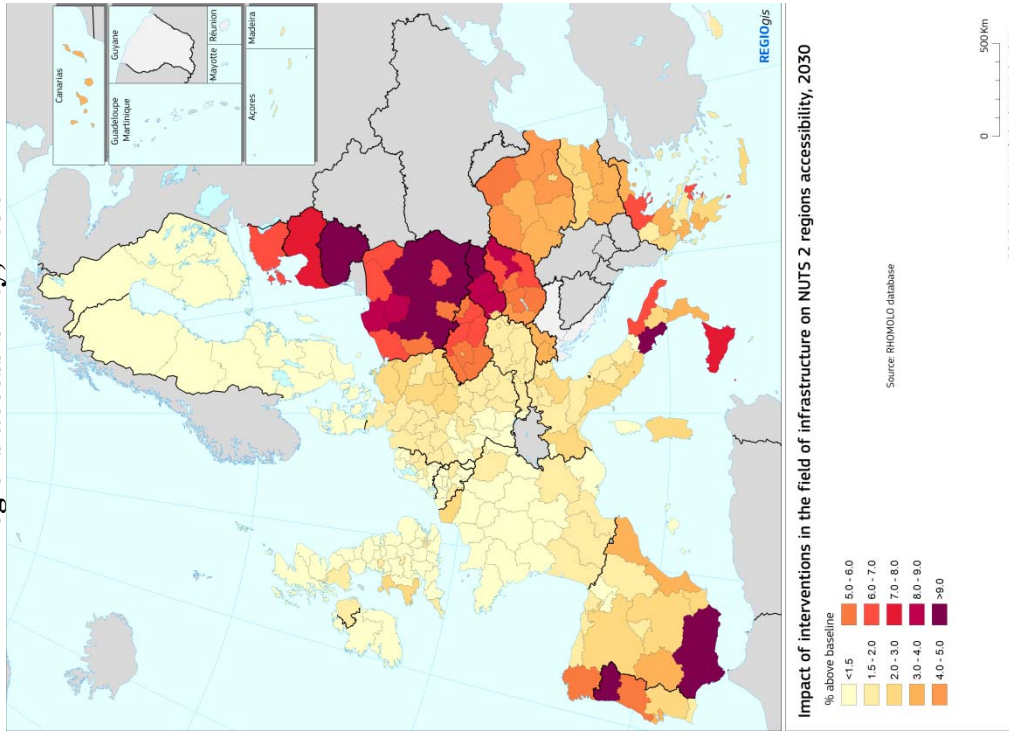 Canarias
Guyane
Guadeloupe
Martinique
Mayotte
Réunion
Açores
Madeira
REGIOgis
Impact of interventions in the field of infrastructure on NUTS 2 regions accessibility, 2030
% above baseline
<1.5
1.5 - 2.0
2.0 - 3.0
3.0 - 4.0
4.0 - 5.0
5.0 - 6.0
6.0 - 7.0
7.0 - 8.0
8.0 - 9.0
>9.0
Source: RHOMOLO database
0
500 Km